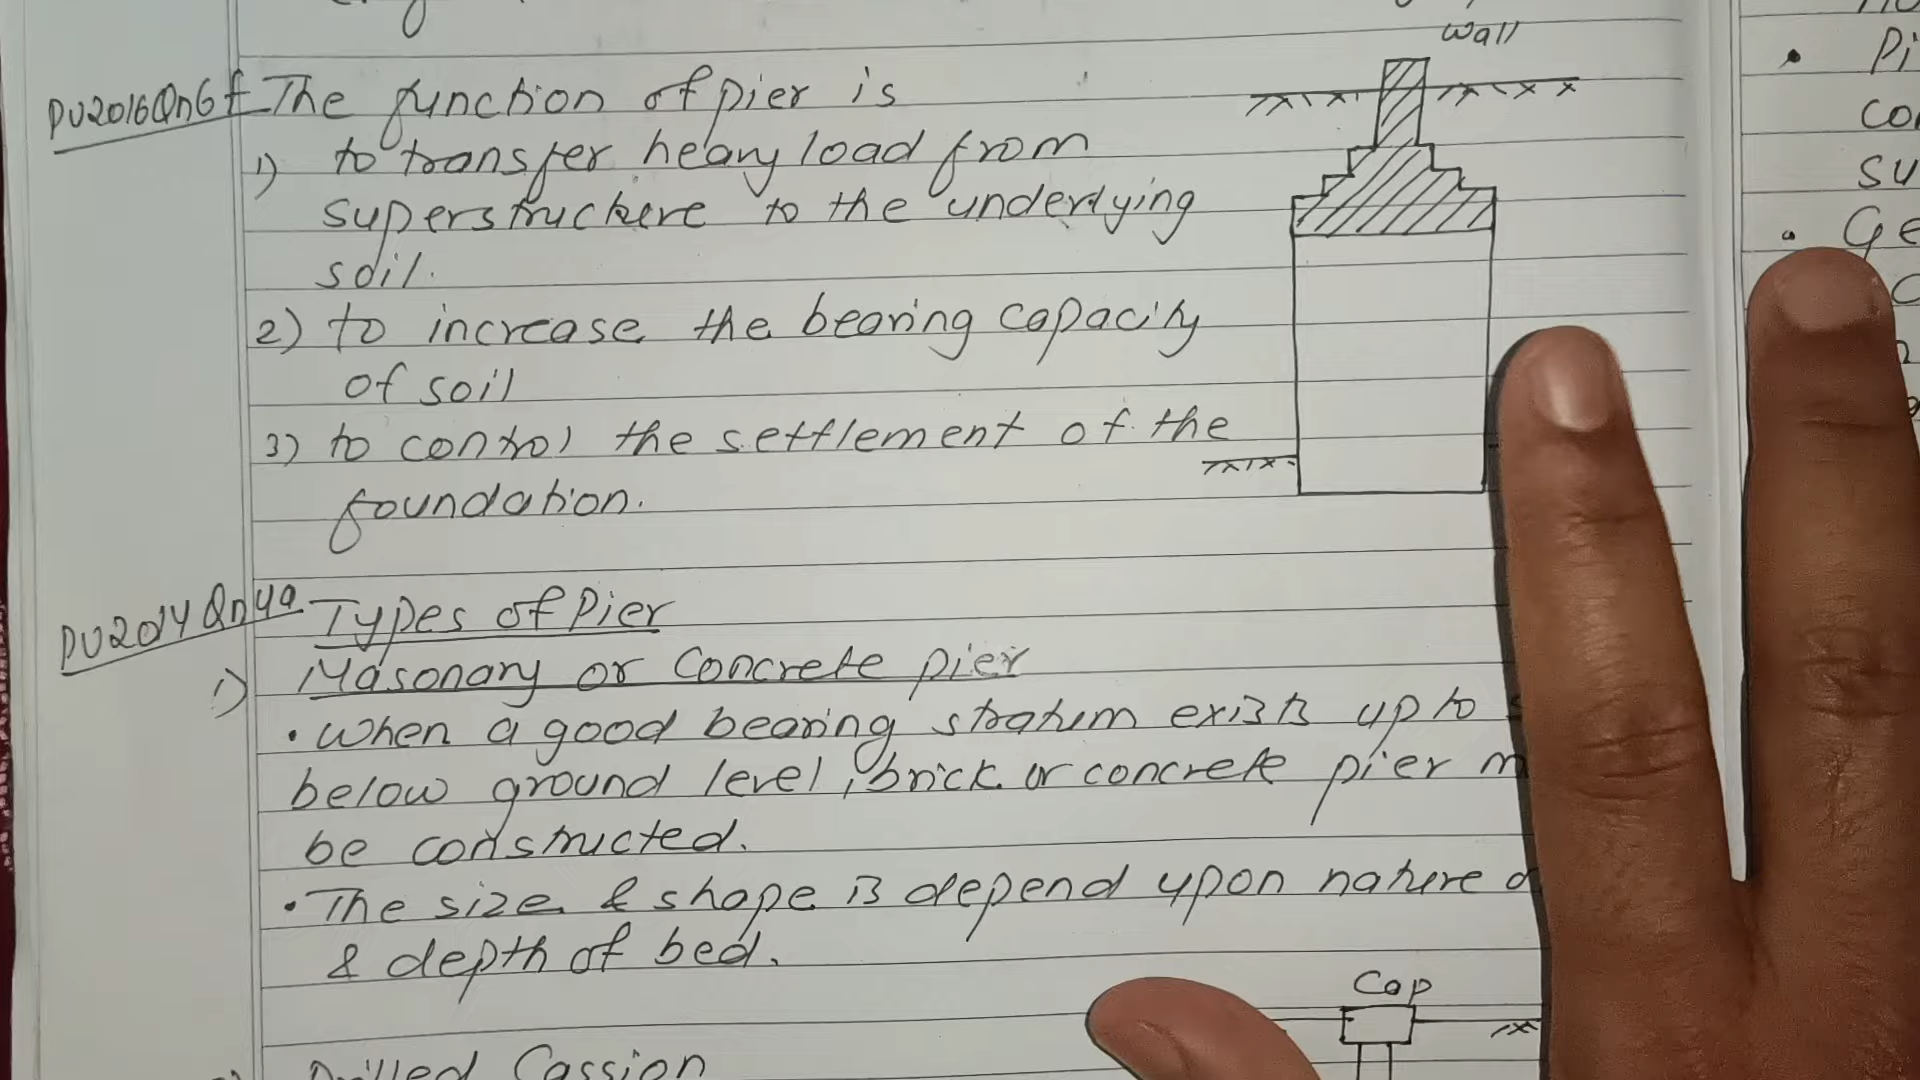 wall
PU2016Qn6f The function of pier is
1) to transfer heavy load from
superstructure to the underlying
soil.
2) to increase the bearing capacity
of soil
3) to control the settlement of the
foundation.
PU2014Qn4a Types of Pier
1) Masonary or Concrete pier
• When a good bearing stratum exists up to
below ground level, brick or concrete pier
be constructed.
• The size & shape is depend upon nature
& depth of bed.
Cap
Drilled Cassion
• Pi
• Ge